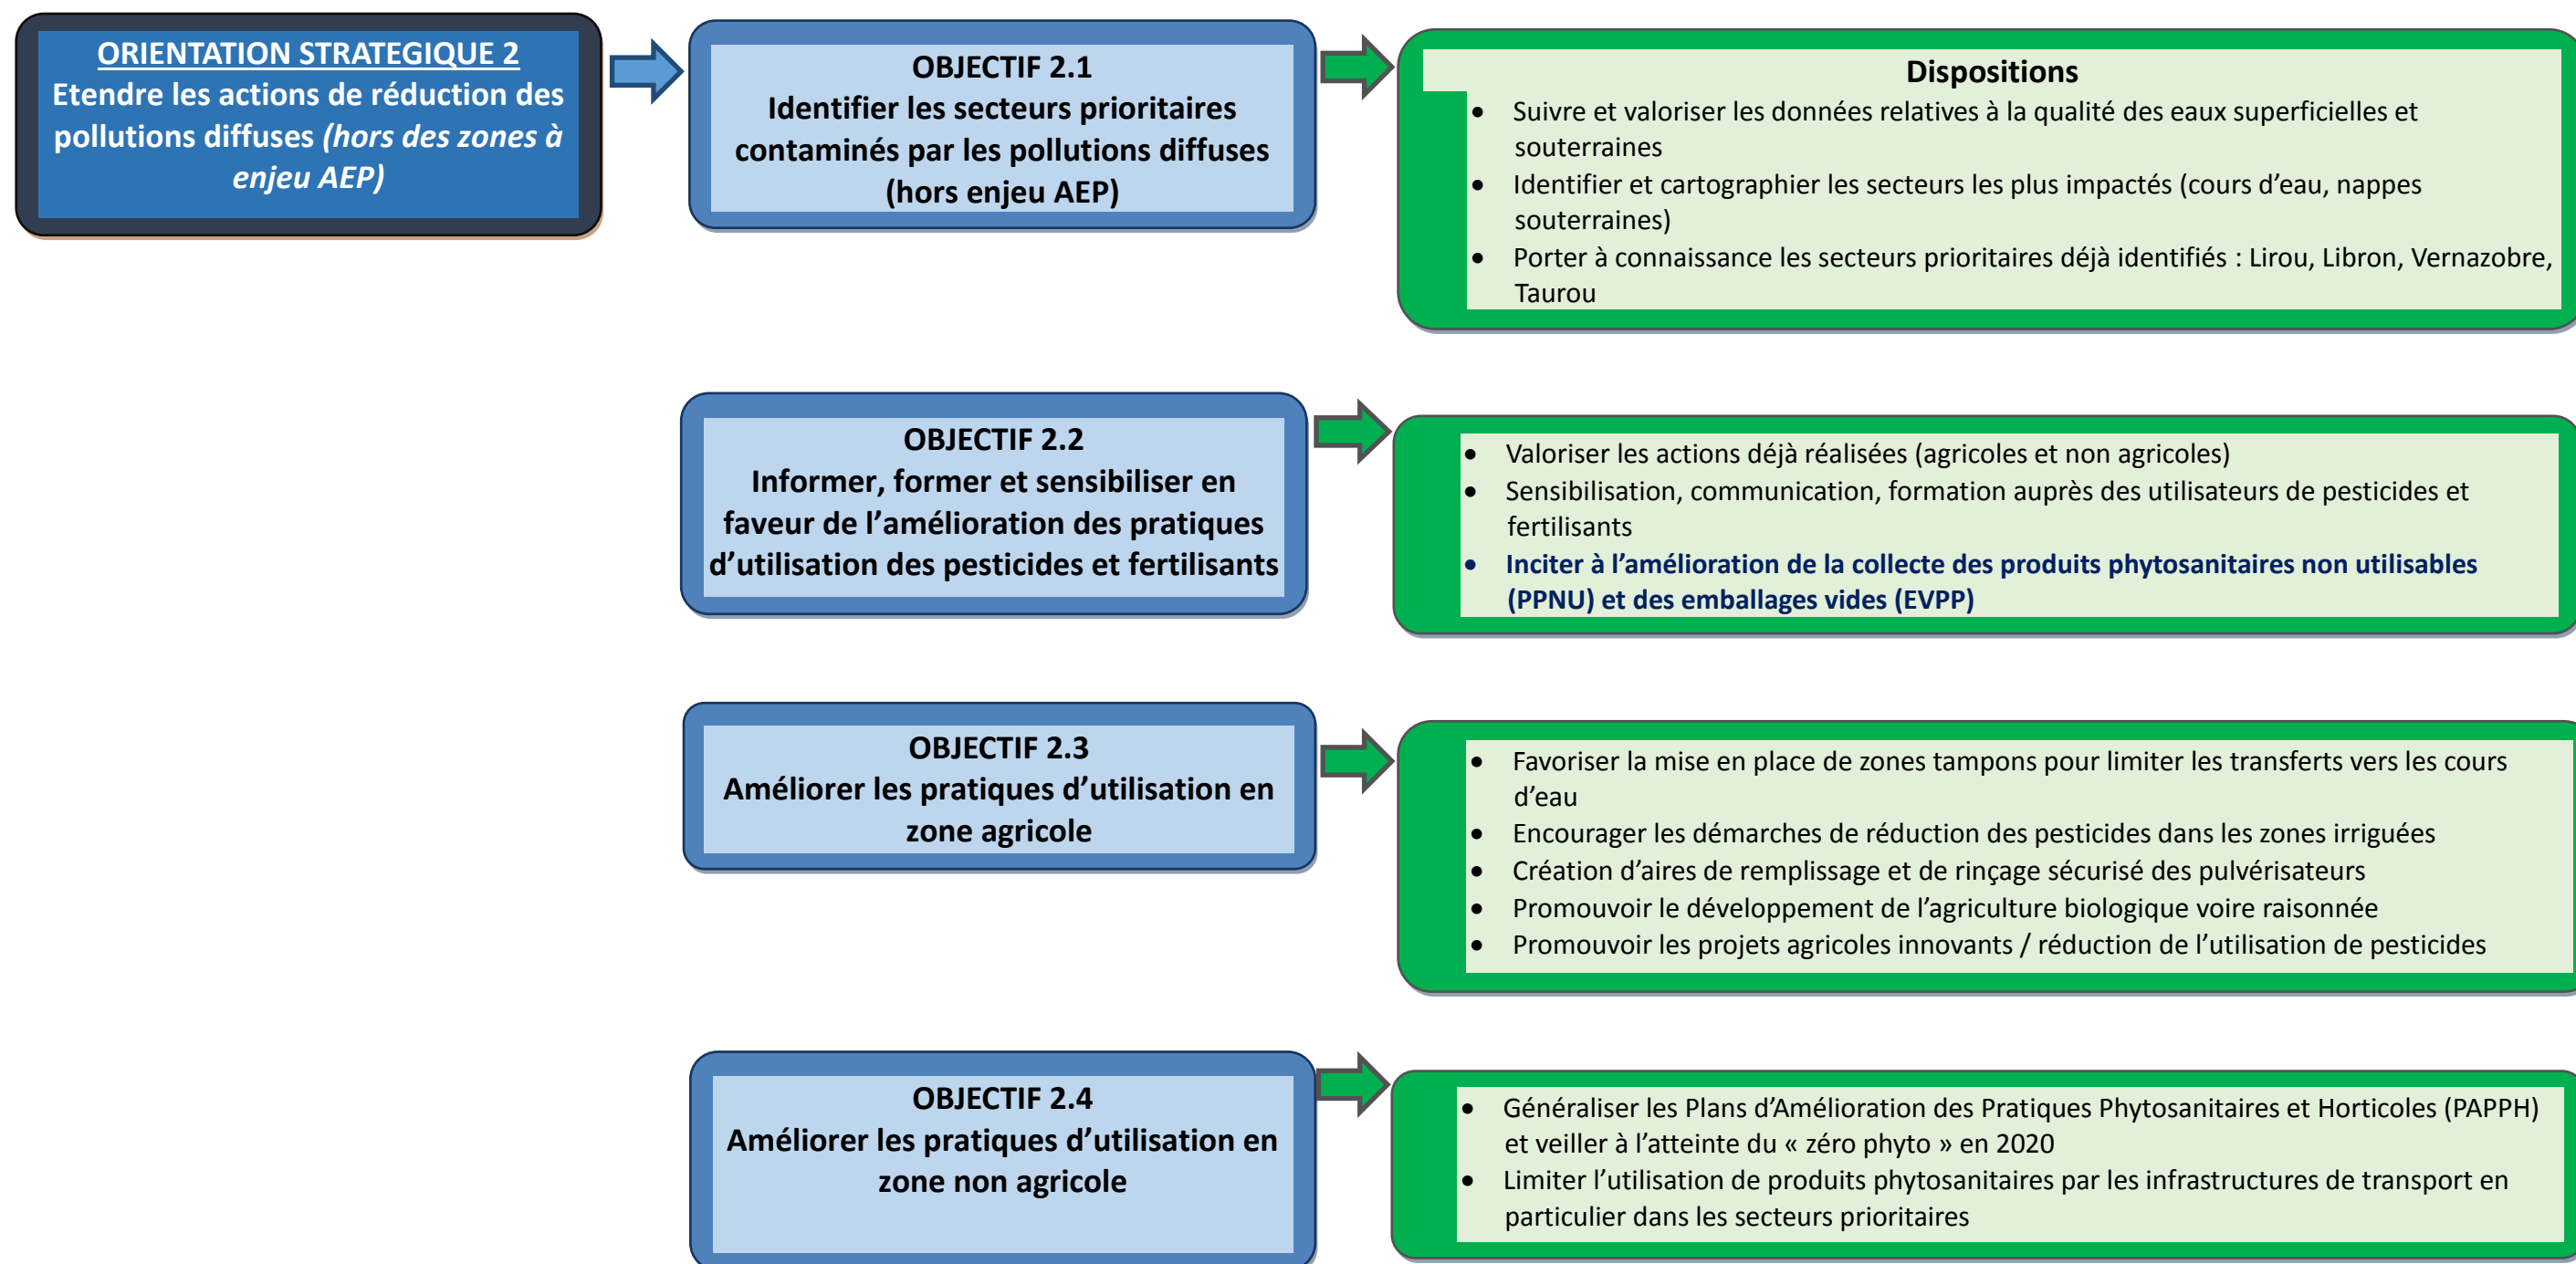 ORIENTATION STRATEGIQUE 2
Etendre les actions de réduction des
pollutions diffuses (hors des zones à
enjeu AEP)
OBJECTIF 2.1
Identifier les secteurs prioritaires
contaminés par les pollutions diffuses
(hors enjeu AEP)
Dispositions
• Suivre et valoriser les données relatives à la qualité des eaux superficielles et
souterraines
• Identifier et cartographier les secteurs les plus impactés (cours d’eau, nappes
souterraines)
• Porter à connaissance les secteurs prioritaires déjà identifiés : Lirou, Libron, Vernazobre,
Taurou
OBJECTIF 2.2
Informer, former et sensibiliser en
faveur de l’amélioration des pratiques
d’utilisation des pesticides et fertilisants
• Valoriser les actions déjà réalisées (agricoles et non agricoles)
• Sensibilisation, communication, formation auprès des utilisateurs de pesticides et
fertilisants
• Inciter à l’amélioration de la collecte des produits phytosanitaires non utilisables
(PPNU) et des emballages vides (EVPP)
OBJECTIF 2.3
Améliorer les pratiques d’utilisation en
zone agricole
• Favoriser la mise en place de zones tampons pour limiter les transferts vers les cours
d’eau
• Encourager les démarches de réduction des pesticides dans les zones irriguées
• Création d’aires de remplissage et de rinçage sécurisé des pulvérisateurs
• Promouvoir le développement de l’agriculture biologique voire raisonnée
• Promouvoir les projets agricoles innovants / réduction de l’utilisation de pesticides
OBJECTIF 2.4
Améliorer les pratiques d’utilisation en
zone non agricole
• Généraliser les Plans d’Amélioration des Pratiques Phytosanitaires et Horticoles (PAPPH)
et veiller à l’atteinte du « zéro phyto » en 2020
• Limiter l’utilisation de produits phytosanitaires par les infrastructures de transport en
particulier dans les secteurs prioritaires